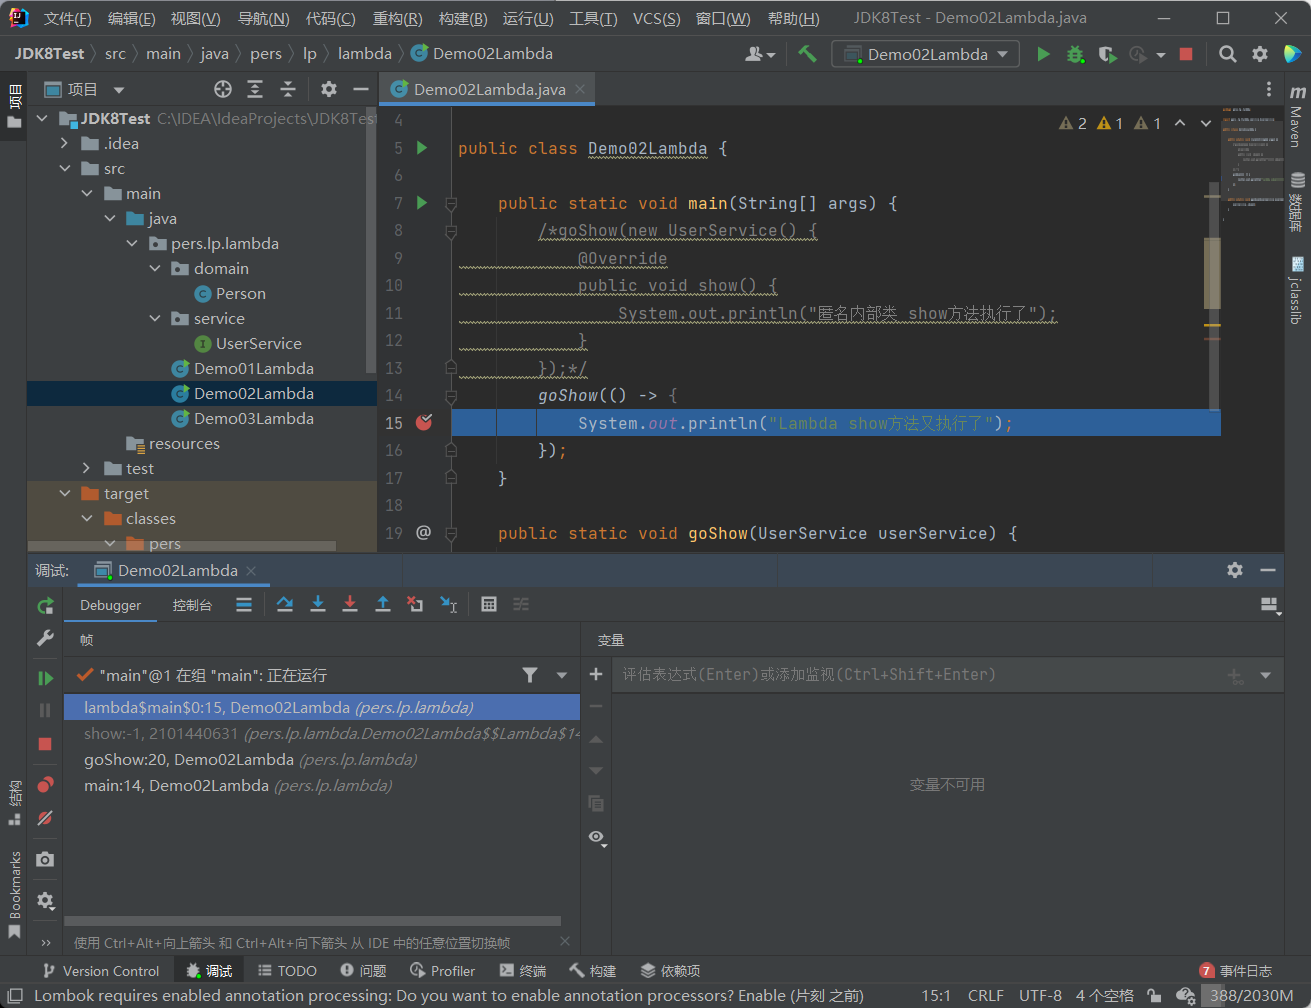 文件(F) 编辑(E) 视图(V) 导航(N) 代码(C) 重构(R) 构建(B) 运行(U) 工具(T) VCS(S) 窗口(W) 帮助(H) JDK8Test - Demo02Lambda.java
JDK8Test src main java pers lp lambda Demo02Lambda
Demo02Lambda
项目
项目
Demo02Lambda.java
JDK8Test C:\IDEA\IdeaProjects\JDK8Test
.idea
src
main
java
pers.lp.lambda
domain
Person
service
UserService
Demo01Lambda
Demo02Lambda
Demo03Lambda
resources
test
target
classes
pers
2 1 1
4
5 public class Demo02Lambda {
6
7 public static void main(String[] args) {
8 /*goShow(new UserService() {
9 @Override
10 public void show() {
11 System.out.println("匿名内部类 show方法执行了");
12 }
13 });*/
14 goShow(() -> {
15 System.out.println("Lambda show方法又执行了");
16 });
17 }
18
19 @ public static void goShow(UserService userService) {
Maven
数据库
jclasslib
调试: Demo02Lambda
Debugger 控制台
帧 变量
"main"@1 在组 "main": 正在运行
评估表达式(Enter)或添加监视(Ctrl+Shift+Enter)
lambda$main$0:15, Demo02Lambda (pers.lp.lambda)
show:-1, 2101440631 (pers.lp.lambda.Demo02Lambda$$Lambda$14
goShow:20, Demo02Lambda (pers.lp.lambda)
main:14, Demo02Lambda (pers.lp.lambda)
变量不可用
结构
Bookmarks
使用 Ctrl+Alt+向上箭头 和 Ctrl+Alt+向下箭头 从 IDE 中的任意位置切换帧
Version Control 调试 TODO 问题 Profiler 终端 构建 依赖项 7 事件日志
Lombok requires enabled annotation processing: Do you want to enable annotation processors? Enable (片刻 之前) 15:1 CRLF UTF-8 4 个空格 388/2030M